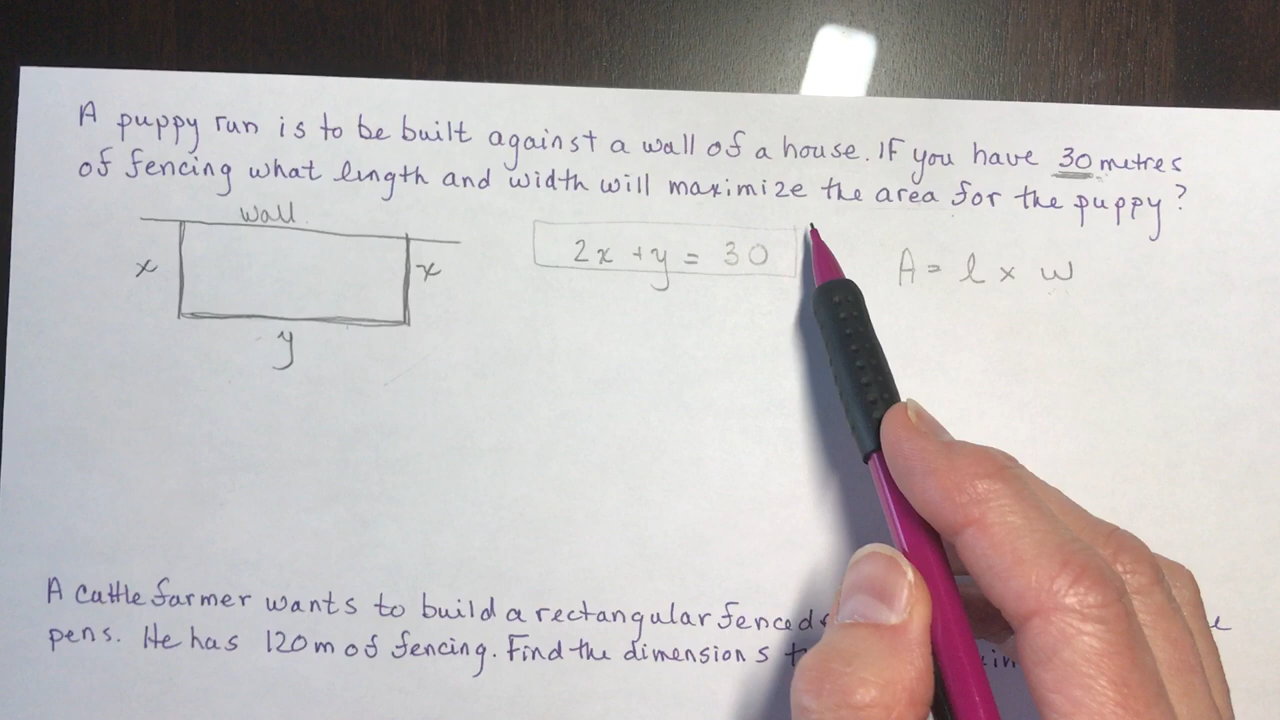 A puppy run is to be built against a wall of a house. If you have 30 metres
of fencing what length and width will maximize the area for the puppy?
wall
x
x
y
2x + y = 30
A = l x w
A cattle farmer wants to build a rectangular fenced
pens. He has 120m of fencing. Find the dimensions